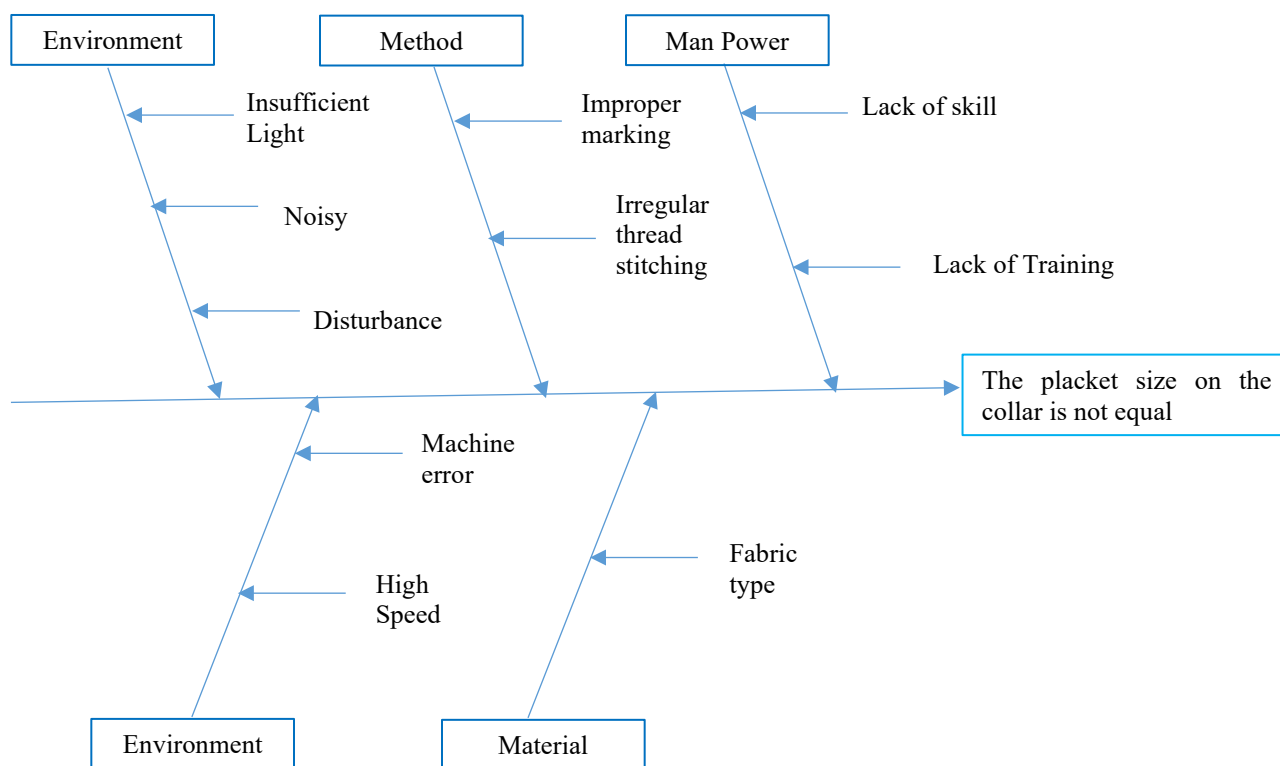 Environment
Method
Man Power
Insufficient
Light
Improper
marking
Lack of skill
Noisy
Irregular
thread
stitching
Lack of Training
Disturbance
The placket size on the
collar is not equal
Machine
error
Fabric
type
High
Speed
Environment
Material